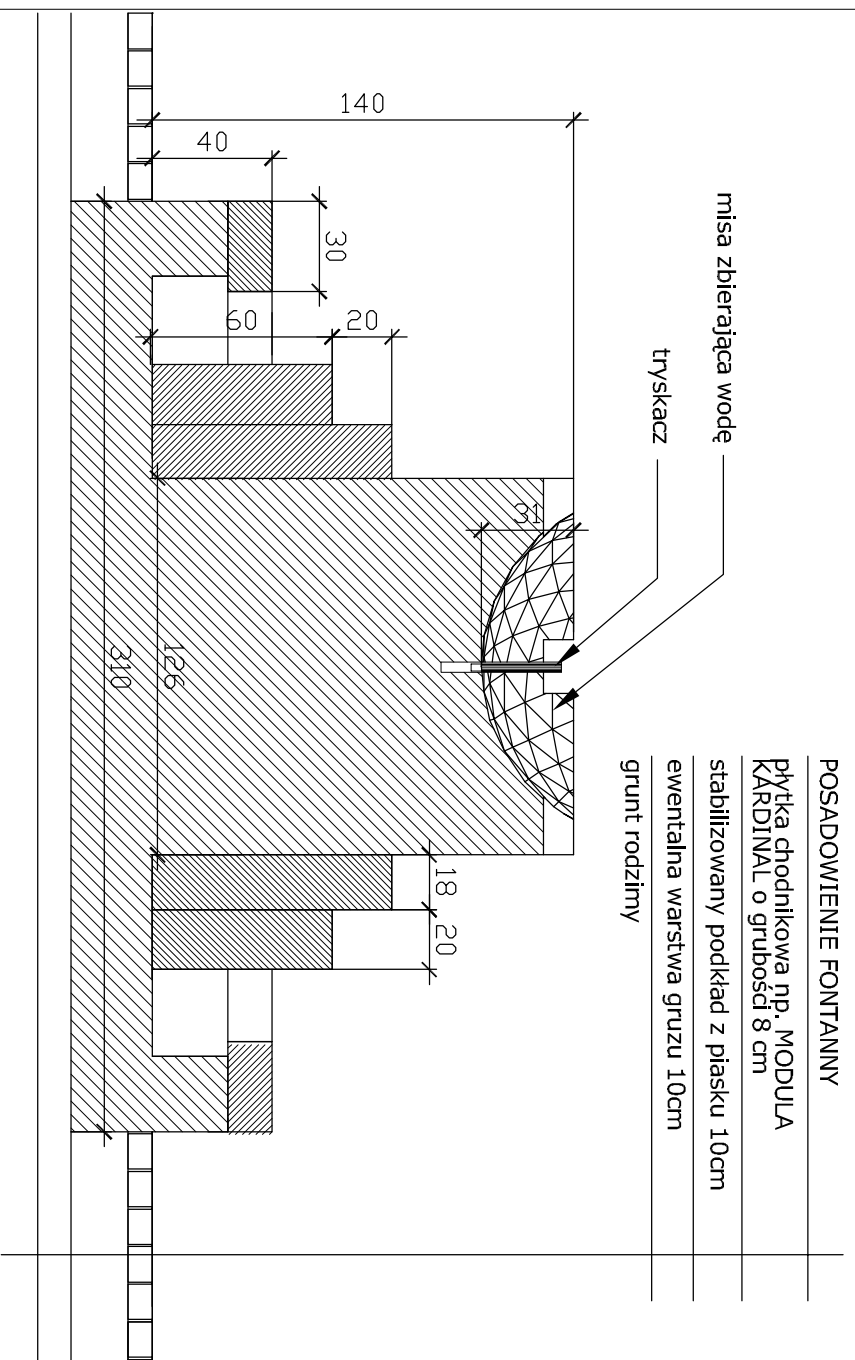 POSADOWIENIE FONTANNY
płytka chodnikowa np. MODULA
KARDINAL o grubości 8 cm
stabilizowany podkład z piasku 10cm
ewentalna warstwa gruzu 10cm
grunt rodzimy
misa zbierająca wodę
tryskacz
140
40
30
60
20
31
126
310
18
20